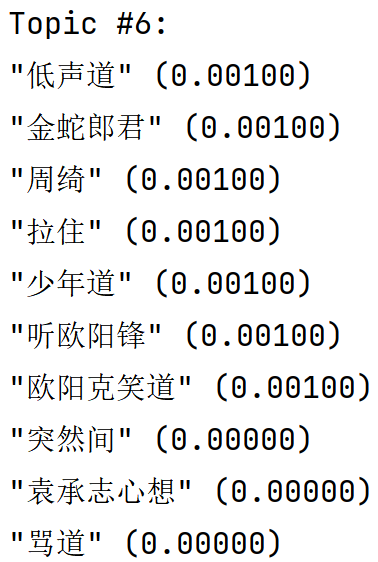 Topic #6:
"低声道" (0.00100)
"金蛇郎君" (0.00100)
"周绮" (0.00100)
"拉住" (0.00100)
"少年道" (0.00100)
"听欧阳锋" (0.00100)
"欧阳克笑道" (0.00100)
"突然间" (0.00000)
"袁承志心想" (0.00000)
"骂道" (0.00000)